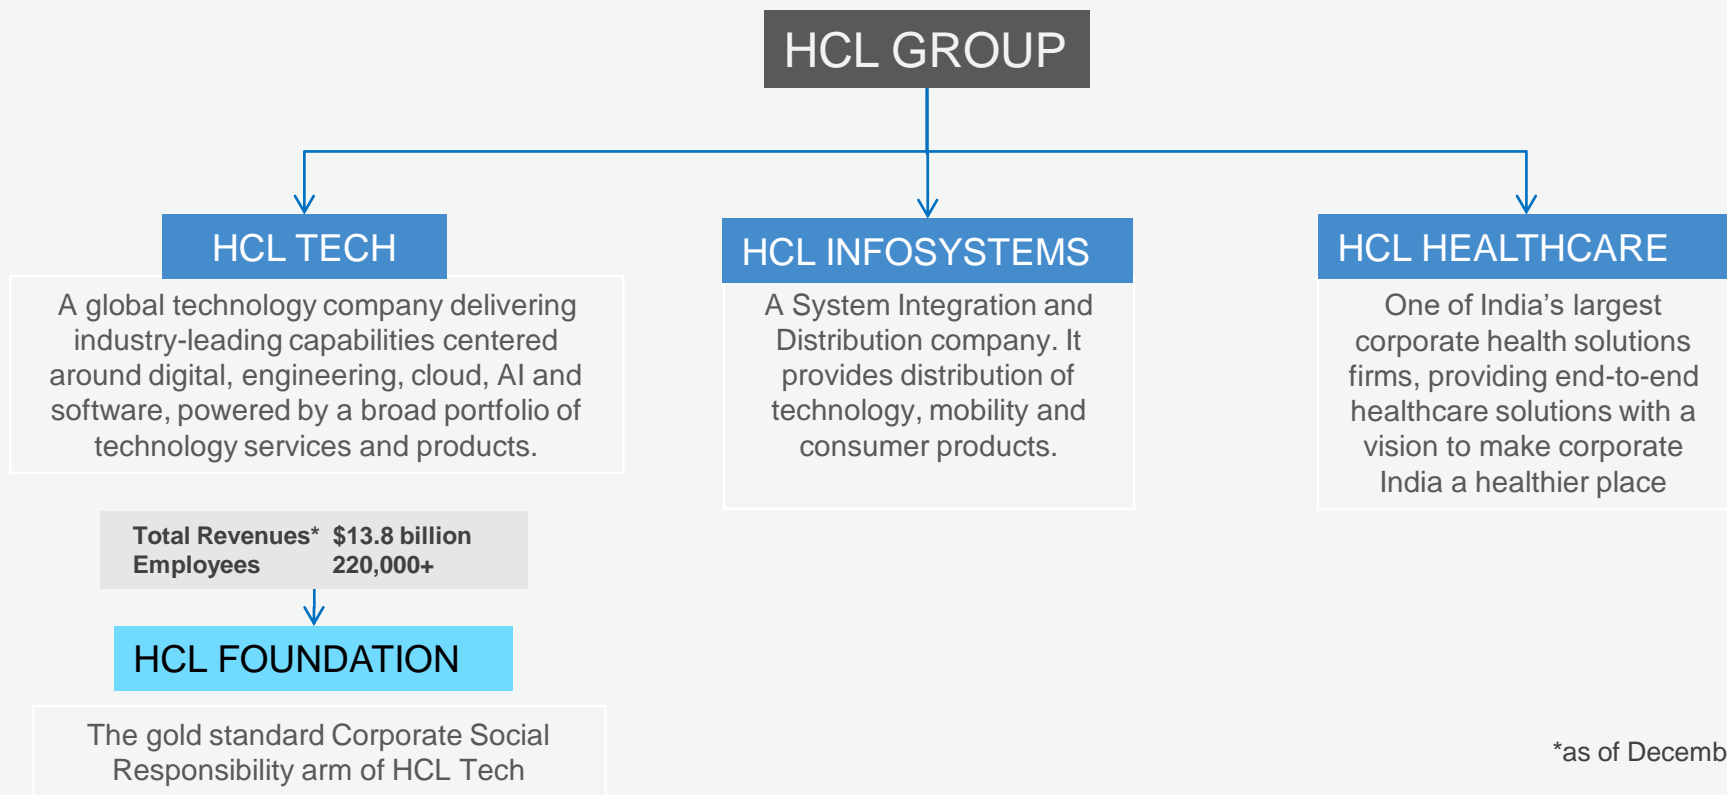 HCL GROUP
HCL TECH
A global technology company delivering
industry-leading capabilities centered
around digital, engineering, cloud, AI and
software, powered by a broad portfolio of
technology services and products.
Total Revenues* $13.8 billion
Employees 220,000+
HCL FOUNDATION
The gold standard Corporate Social
Responsibility arm of HCL Tech
HCL INFOSYSTEMS
A System Integration and
Distribution company. It
provides distribution of
technology, mobility and
consumer products.
HCL HEALTHCARE
One of India’s largest
corporate health solutions
firms, providing end-to-end
healthcare solutions with a
vision to make corporate
India a healthier place
*as of Decemb